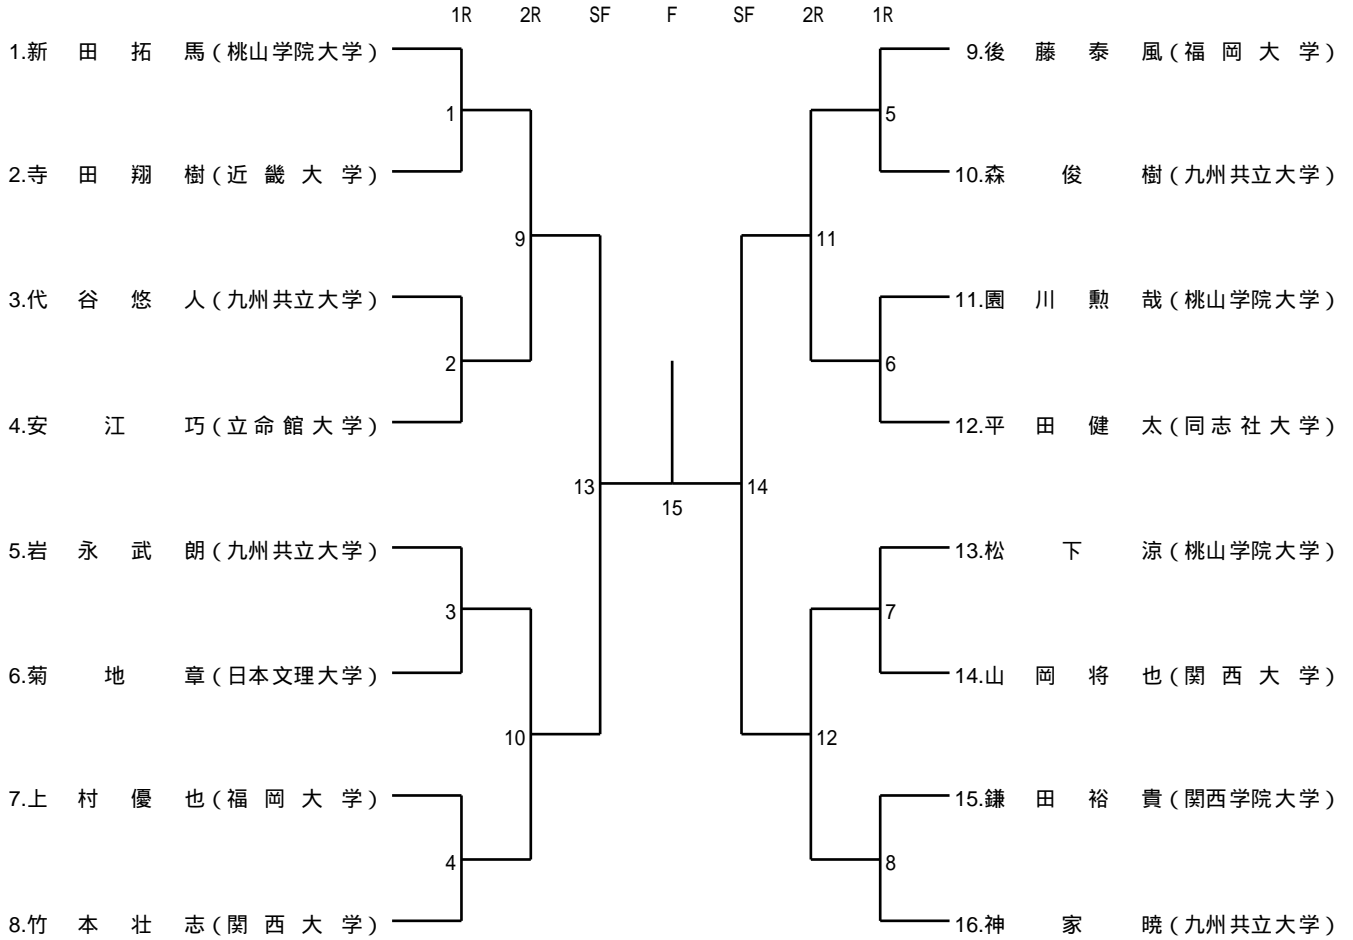 1R 2R SF F SF 2R 1R
1.新田拓馬(桃山学院大学) 9.後藤泰風(福岡大学)
1 5
2.寺田翔樹(近畿大学) 10.森俊樹(九州共立大学)
9 11
3.代谷悠人(九州共立大学) 11.園川勲哉(桃山学院大学)
2 6
4.安江巧(立命館大学) 12.平田健太(同志社大学)
13 14
15
5.岩永武朗(九州共立大学) 13.松下涼(桃山学院大学)
3 7
6.菊地章(日本文理大学) 14.山岡将也(関西大学)
10 12
7.上村優也(福岡大学) 15.鎌田裕貴(関西学院大学)
4 8
8.竹本壮志(関西大学) 16.神家暁(九州共立大学)